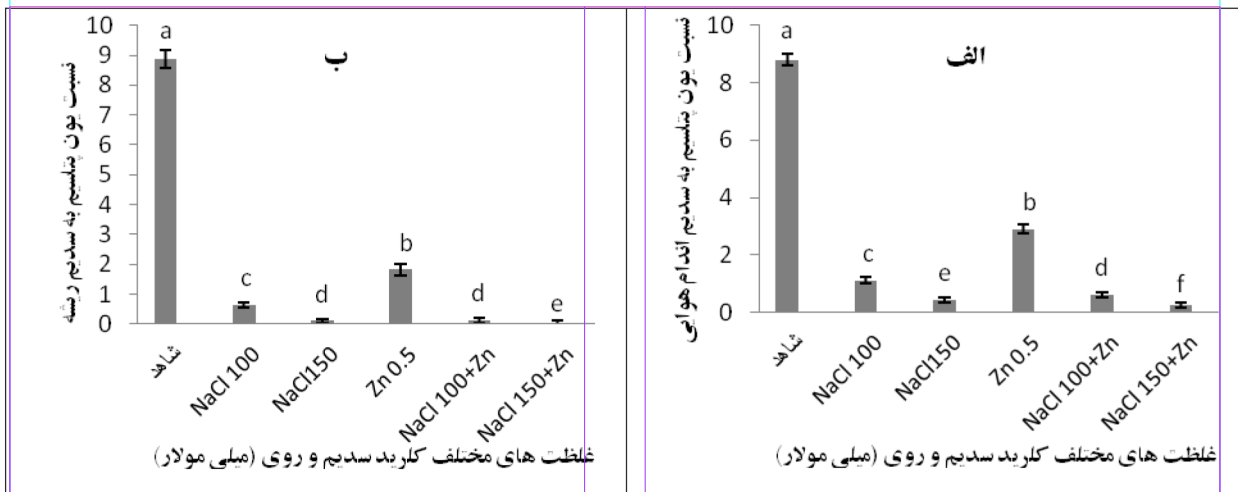 الف
نسبت یون پتاسیم به سدیم اندام هوایی
10
8
6
4
2
0
a
c
e
b
d
f
شاهد
NaCl 100
NaCl150
Zn 0.5
NaCl 100+Zn
NaCl 150+Zn
غلظت های مختلف کلرید سدیم و روی (میلی مولار)
ب
نسبت یون پتاسیم به سدیم ریشه
10
9
8
7
6
5
4
3
2
1
0
a
c
d
b
d
e
شاهد
NaCl 100
NaCl150
Zn 0.5
NaCl 100+Zn
NaCl 150+Zn
غلظت های مختلف کلرید سدیم و روی (میلی مولار)